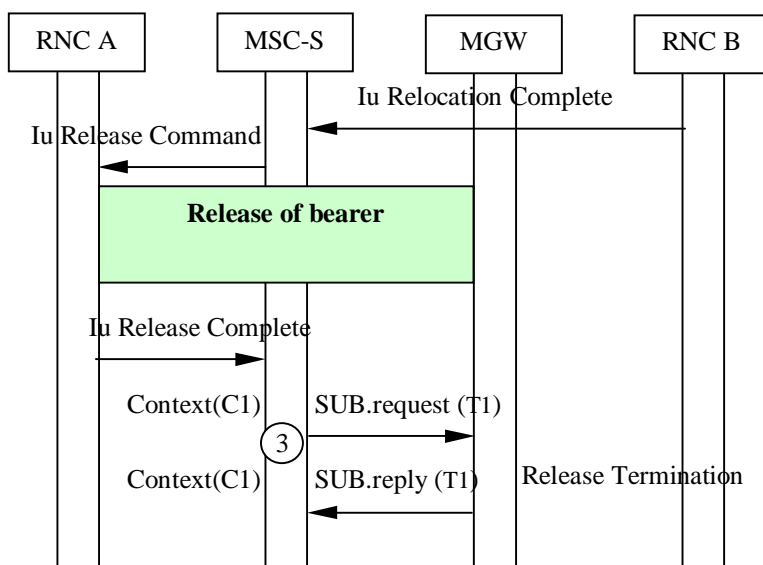 RNC A MSC-S MGW RNC B
Iu Relocation Complete
Iu Release Command
Release of bearer
Iu Release Complete
Context(C1) SUB.request (T1)
3
Context(C1) SUB.reply (T1) Release Termination